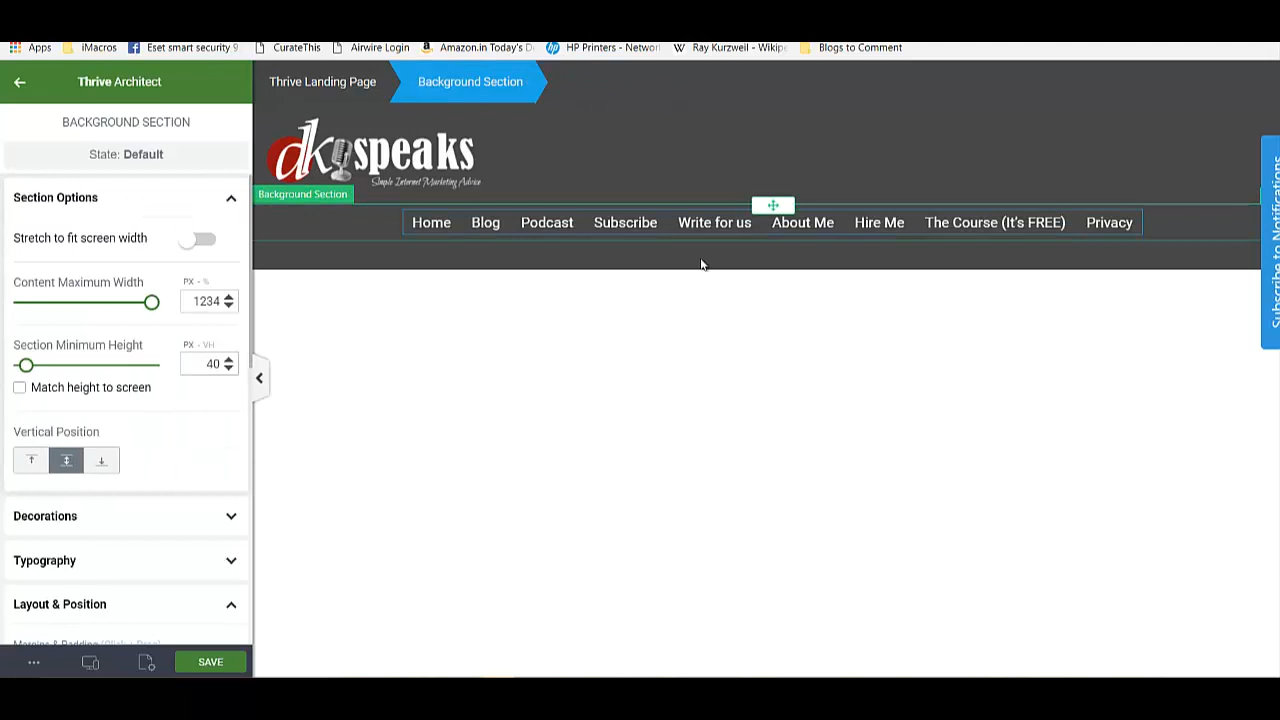 Apps iMacros Eset smart security 9 CurateThis Airwire Login Amazon.in Today's D HP Printers - Networ Ray Kurzweil - Wikipe Blogs to Comment
Thrive Architect
Thrive Landing Page Background Section
BACKGROUND SECTION
State: Default
dk speaks
Simple Internet Marketing Advice
Background Section
Section Options
Home Blog Podcast Subscribe Write for us About Me Hire Me The Course (It's FREE) Privacy
Stretch to fit screen width
Subscribe to Notifications
Content Maximum Width PX - %
1234
Section Minimum Height PX - VH
40
Match height to screen
Vertical Position
Decorations
Typography
Layout & Position
Margins & Padding (Click + Drag)
SAVE